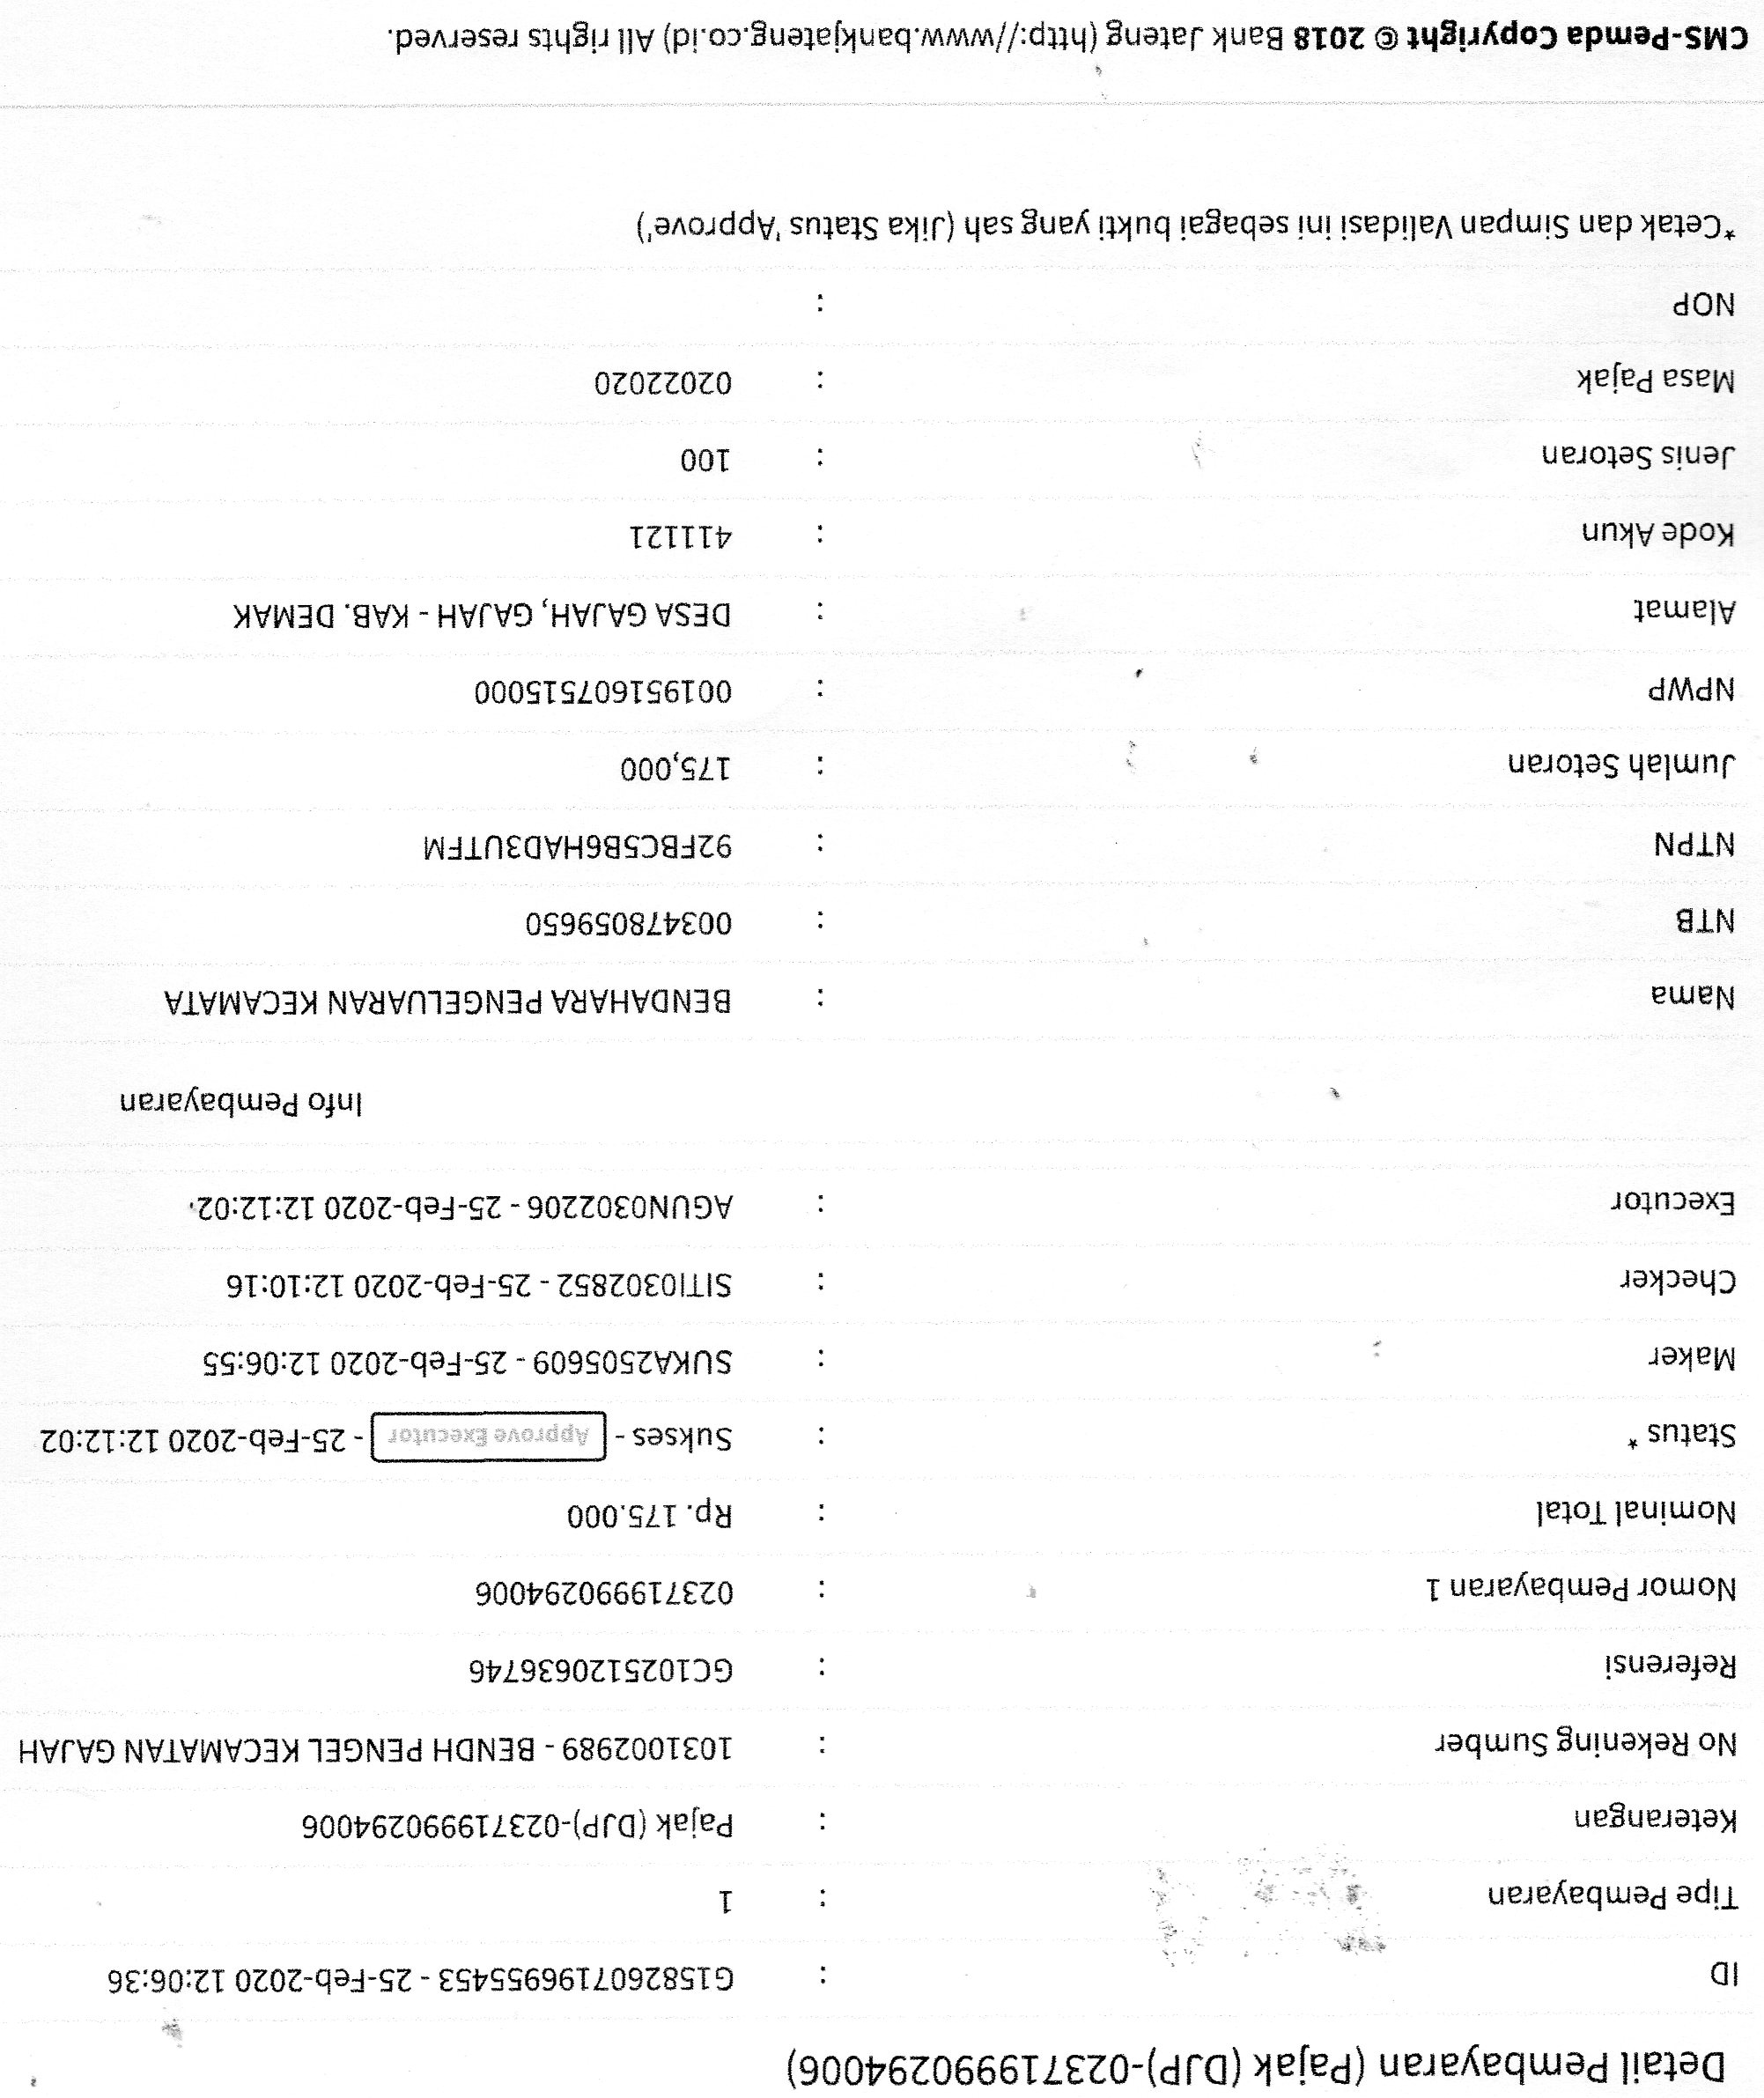 Detail Pembayaran (Pajak (DJP)-023719990294006)
ID : G1582607196955453 - 25-Feb-2020 12:06:36
Tipe Pembayaran : 1
Keterangan : Pajak (DJP)-023719990294006
No Rekening Sumber : 1031002989 - BENDH PENGEL KECAMATAN GAJAH
Referensi : GC1025120636746
Nomor Pembayaran 1 : 023719990294006
Nominal Total : Rp. 175.000
Status * : Sukses - Approve Executor - 25-Feb-2020 12:12:02
Maker : SUKA2505609 - 25-Feb-2020 12:06:55
Checker : SITI0302852 - 25-Feb-2020 12:10:16
Executor : AGUN0302206 - 25-Feb-2020 12:12:02
Info Pembayaran
Nama : BENDAHARA PENGELUARAN KECAMATA
NTB : 003478059650
NTPN : 92FBC5B6HAD3UTFM
Jumlah Setoran : 175,000
NPWP : 001951607515000
Alamat : DESA GAJAH, GAJAH - KAB. DEMAK
Kode Akun : 411121
Jenis Setoran : 100
Masa Pajak : 02022020
NOP :
*Cetak dan Simpan Validasi ini sebagai bukti yang sah (Jika Status 'Approve')
CMS-Pemda Copyright © 2018 Bank Jateng (http://www.bankjateng.co.id) All rights reserved.